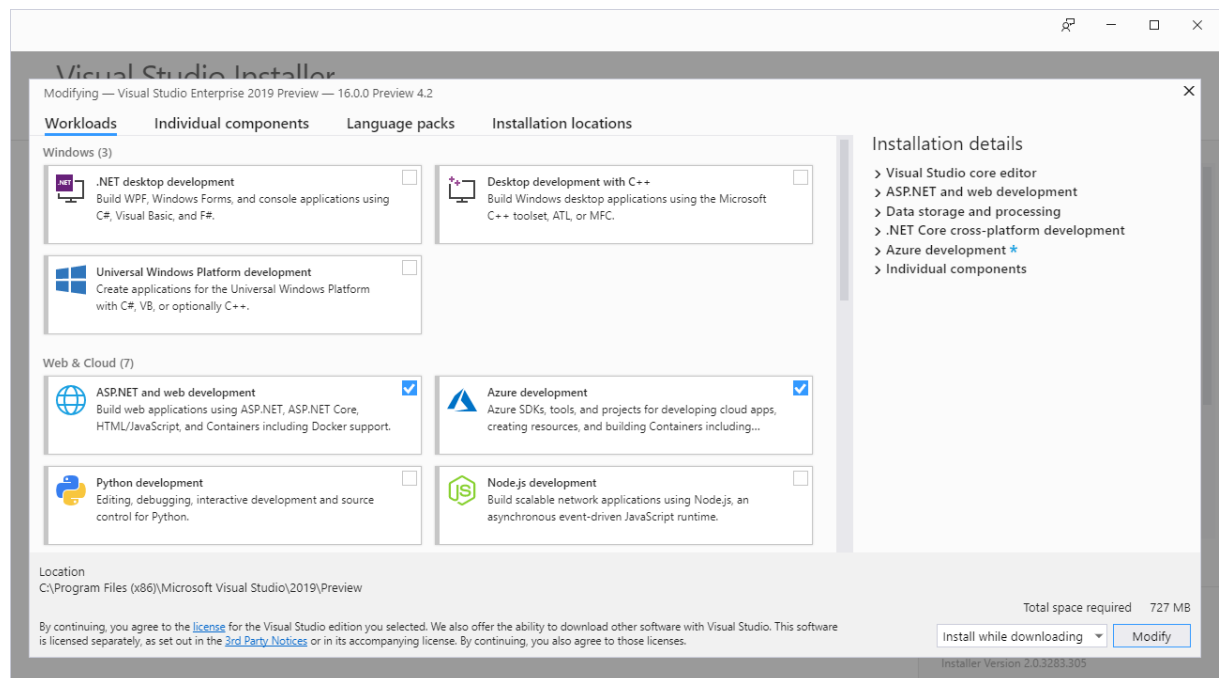 Visual Studio Installer
Modifying — Visual Studio Enterprise 2019 Preview — 16.0.0 Preview 4.2
Workloads
Individual components
Language packs
Installation locations
Windows (3)
.NET
.NET desktop development
Build WPF, Windows Forms, and console applications using
C#, Visual Basic, and F#.
Desktop development with C++
Build Windows desktop applications using the Microsoft
C++ toolset, ATL, or MFC.
Universal Windows Platform development
Create applications for the Universal Windows Platform
with C#, VB, or optionally C++.
Web & Cloud (7)
ASP.NET and web development
Build web applications using ASP.NET, ASP.NET Core,
HTML/JavaScript, and Containers including Docker support.
Azure development
Azure SDKs, tools, and projects for developing cloud apps,
creating resources, and building Containers including...
Python development
Editing, debugging, interactive development and source
control for Python.
JS
Node.js development
Build scalable network applications using Node.js, an
asynchronous event-driven JavaScript runtime.
Installation details
> Visual Studio core editor
> ASP.NET and web development
> Data storage and processing
> .NET Core cross-platform development
> Azure development *
> Individual components
Location
C:\Program Files (x86)\Microsoft Visual Studio\2019\Preview
Total space required 727 MB
By continuing, you agree to the license for the Visual Studio edition you selected. We also offer the ability to download other software with Visual Studio. This software
is licensed separately, as set out in the 3rd Party Notices or in its accompanying license. By continuing, you also agree to those licenses.
Install while downloading
Modify
Installer Version 2.0.3283.305